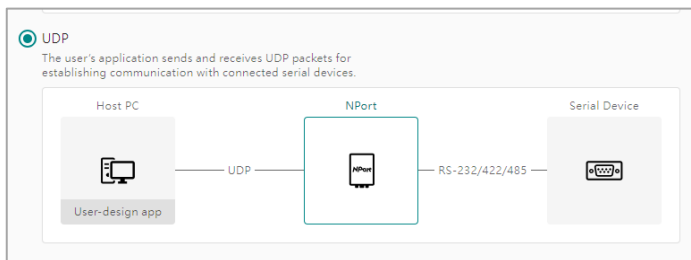 UDP
The user's application sends and receives UDP packets for
establishing communication with connected serial devices.
Host PC
NPort
Serial Device
UDP
NPort
RS-232/422/485
User-design app